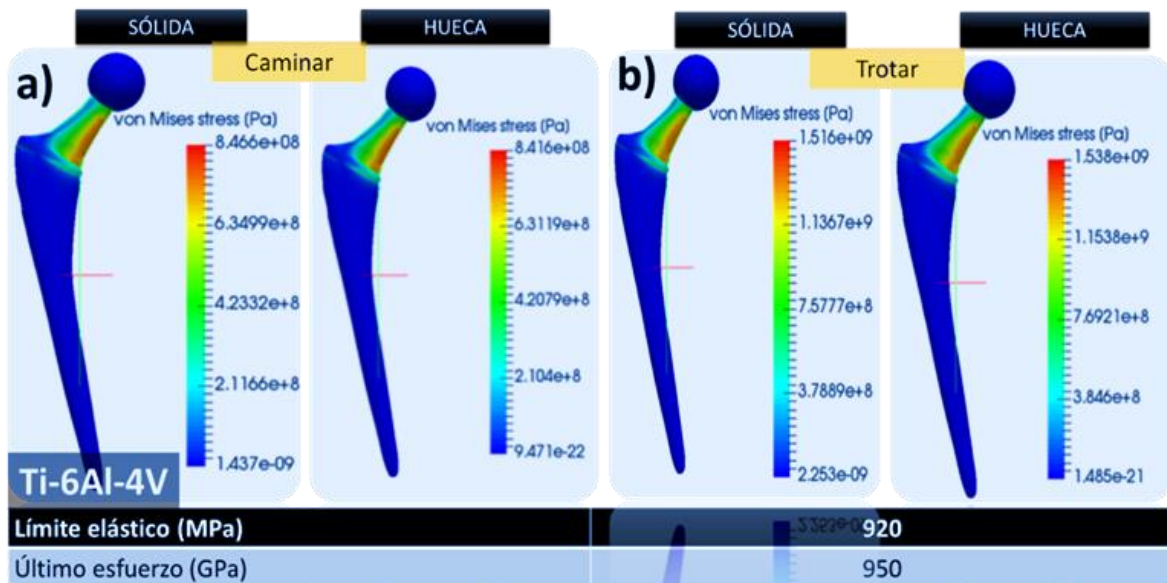 SÓLIDA
HUECA
SÓLIDA
HUECA
Caminar
Trotar
a)
von Mises stress (Pa)
8.466e+08
6.3499e+8
4.2332e+8
2.1166e+8
1.437e-09
von Mises stress (Pa)
8.416e+08
6.3119e+8
4.2079e+8
2.104e+8
9.471e-22
b)
von Mises stress (Pa)
1.516e+09
1.1367e+9
7.5777e+8
3.7889e+8
2.253e-09
von Mises stress (Pa)
1.538e+09
1.1538e+9
7.6921e+8
3.846e+8
1.485e-21
Ti-6Al-4V
Límite elástico (MPa) 920
Último esfuerzo (GPa) 950